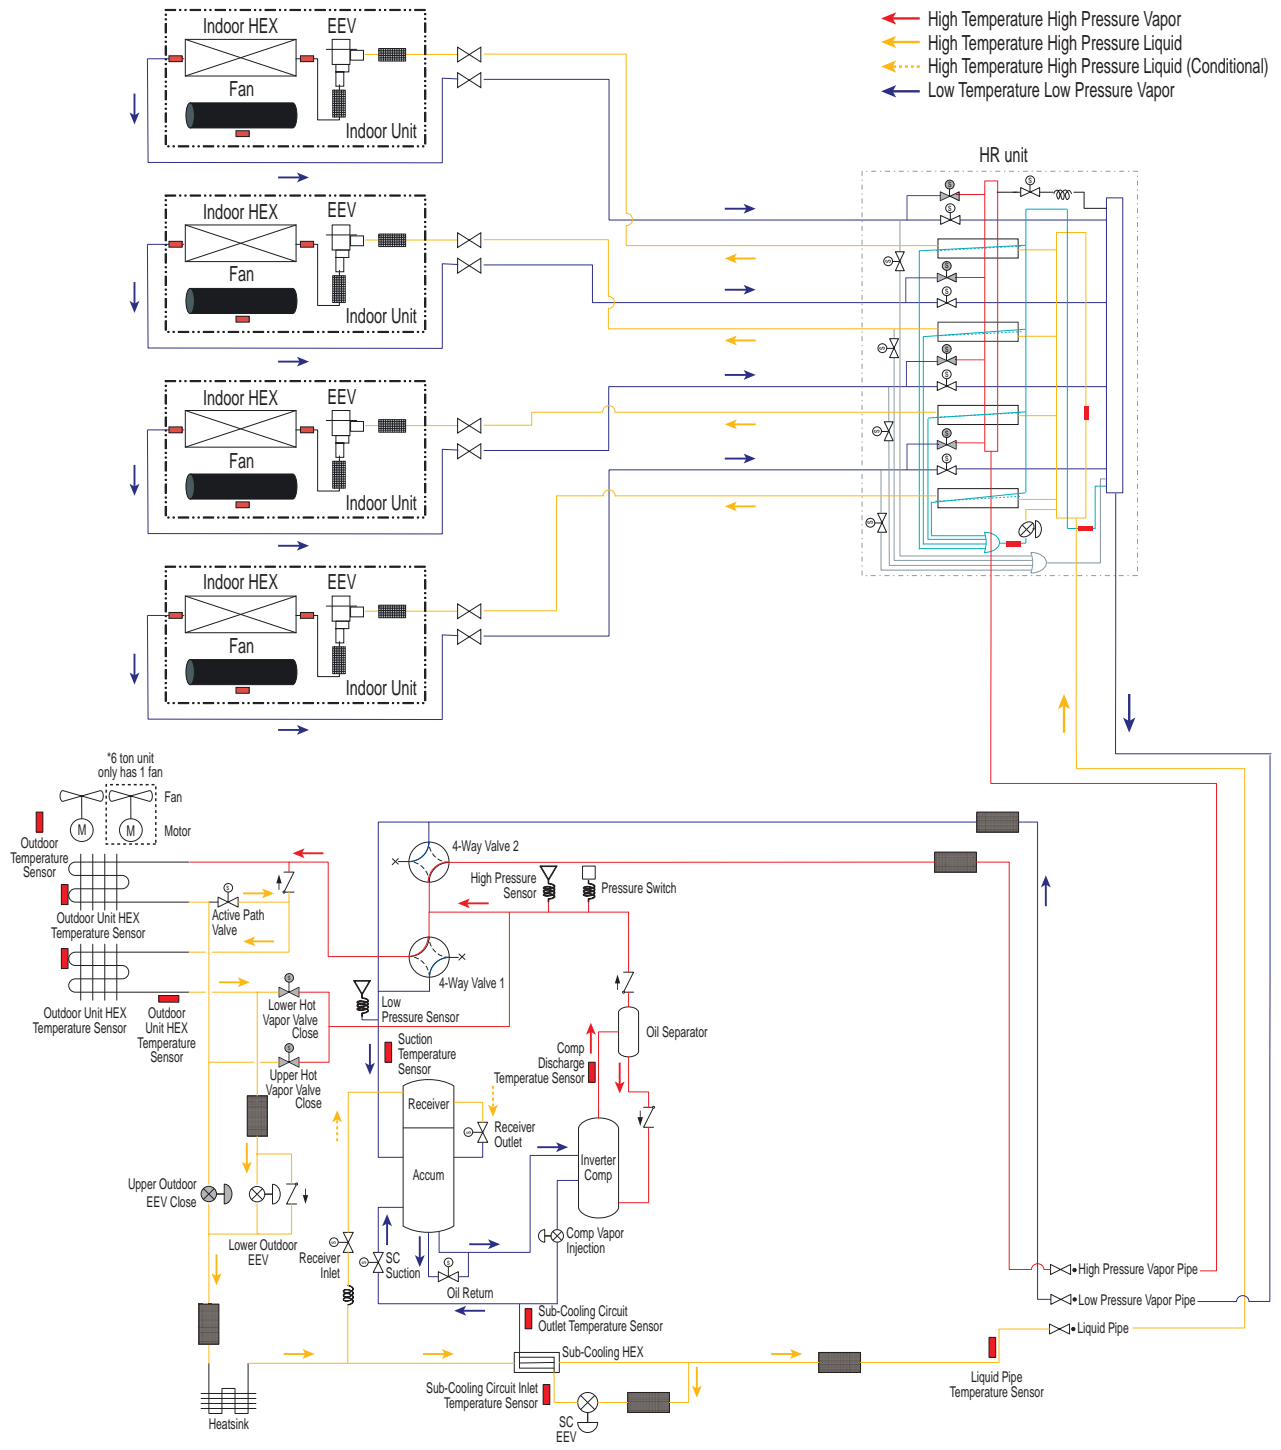 High Temperature High Pressure Vapor
High Temperature High Pressure Liquid
High Temperature High Pressure Liquid (Conditional)
Low Temperature Low Pressure Vapor
Indoor HEX
EEV
Fan
Indoor Unit
HR unit
S
S
Indoor HEX
EEV
Fan
Indoor Unit
S
S
S
Indoor HEX
EEV
Fan
Indoor Unit
S
S
S
S
S
S
S
Indoor HEX
EEV
Fan
Indoor Unit
*6 ton unit
only has 1 fan
Fan
M
M
Motor
Outdoor
Temperature
Sensor
4-Way Valve 2
High Pressure
Sensor
Pressure Switch
S
Active Path
Valve
Outdoor Unit HEX
Temperature Sensor
4-Way Valve 1
S
Lower Hot
Vapor Valve
Close
Outdoor Unit HEX
Temperature Sensor
Outdoor
Unit HEX
Temperature
Sensor
Low
Pressure Sensor
Suction
Temperature
Sensor
Oil Separator
Comp
Discharge
Temperatue Sensor
S
Upper Hot
Vapor Valve
Close
Receiver
S
Receiver
Outlet
Accum
Inverter
Comp
Upper Outdoor
EEV Close
Lower Outdoor
EEV
S
Receiver
Inlet
S
SC
Suction
S
Oil Return
Comp Vapor
Injection
High Pressure Vapor Pipe
Low Pressure Vapor Pipe
Liquid Pipe
Sub-Cooling Circuit
Outlet Temperature Sensor
Sub-Cooling HEX
Sub-Cooling Circuit Inlet
Temperature Sensor
SC
EEV
Liquid Pipe
Temperature Sensor
Heatsink